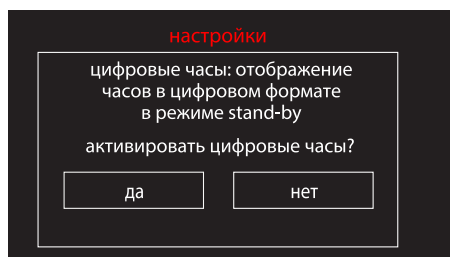 настройки
цифровые часы: отображение
часов в цифровом формате
в режиме stand-by
активировать цифровые часы?
да
нет